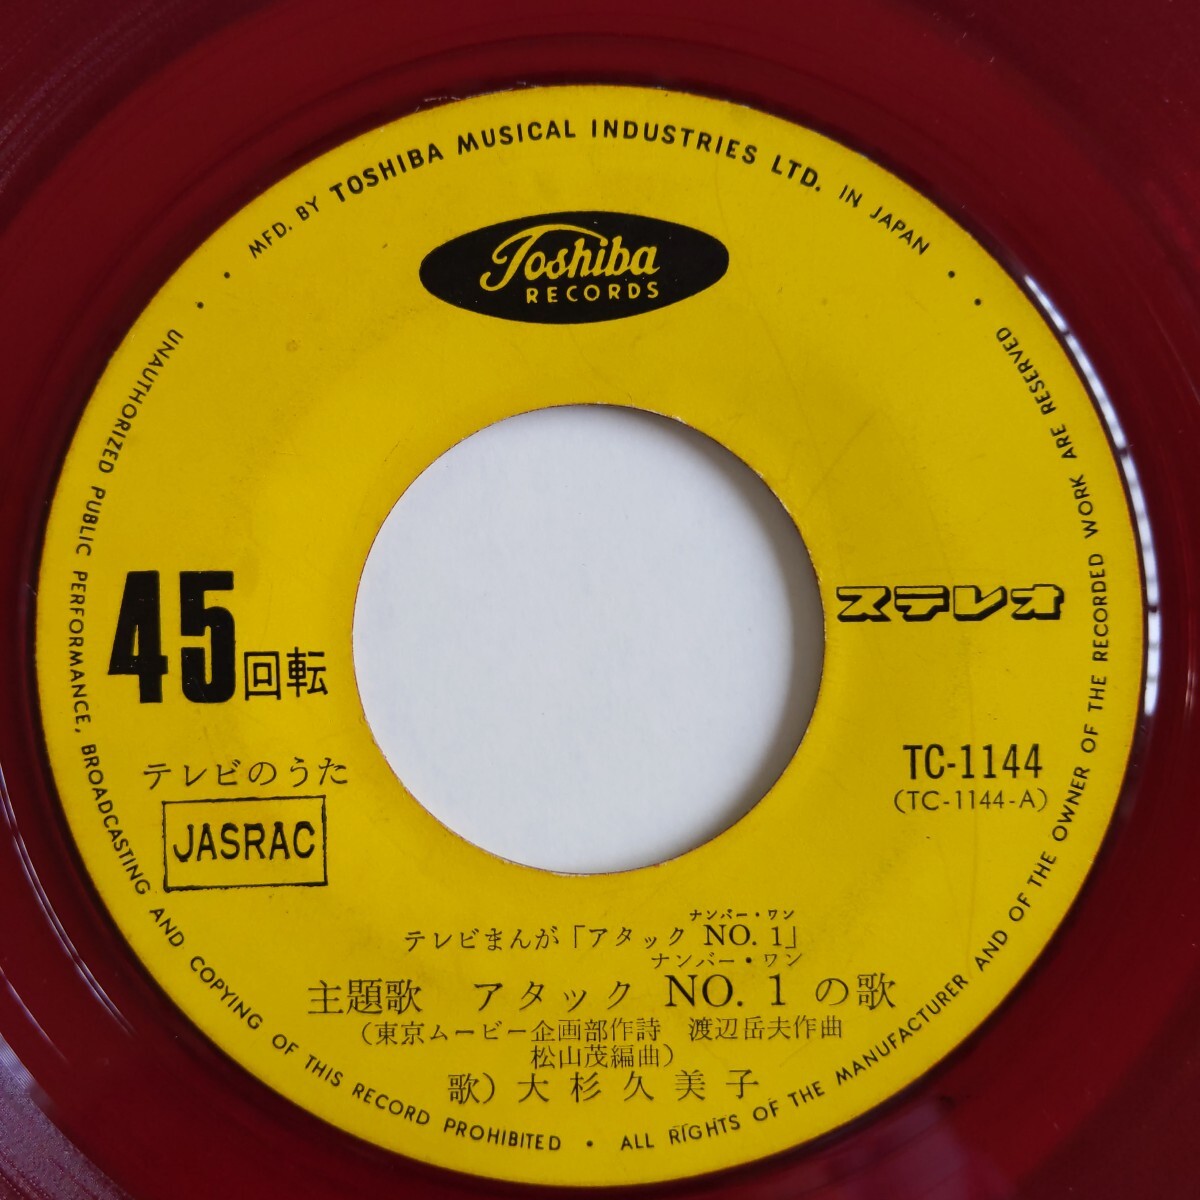 MFD. BY TOSHIBA MUSICAL INDUSTRIES LTD. IN JAPAN
Toshiba
RECORDS
45回転
ステレオ
テレビのうた
JASRAC
TC-1144
(TC-1144-A)
ナンバー・ワン
テレビまんが「アタック NO. 1」
ナンバー・ワン
主題歌 アタック NO. 1 の歌
(東京ムービー企画部作詩 渡辺岳夫作曲
松山茂編曲)
歌) 大杉久美子
UNAUTHORIZED PUBLIC PERFORMANCE, BROADCASTING AND COPYING OF THIS RECORD PROHIBITED • ALL RIGHTS OF THE MANUFACTURER AND OF THE OWNER OF THE RECORDED WORK ARE RESERVED